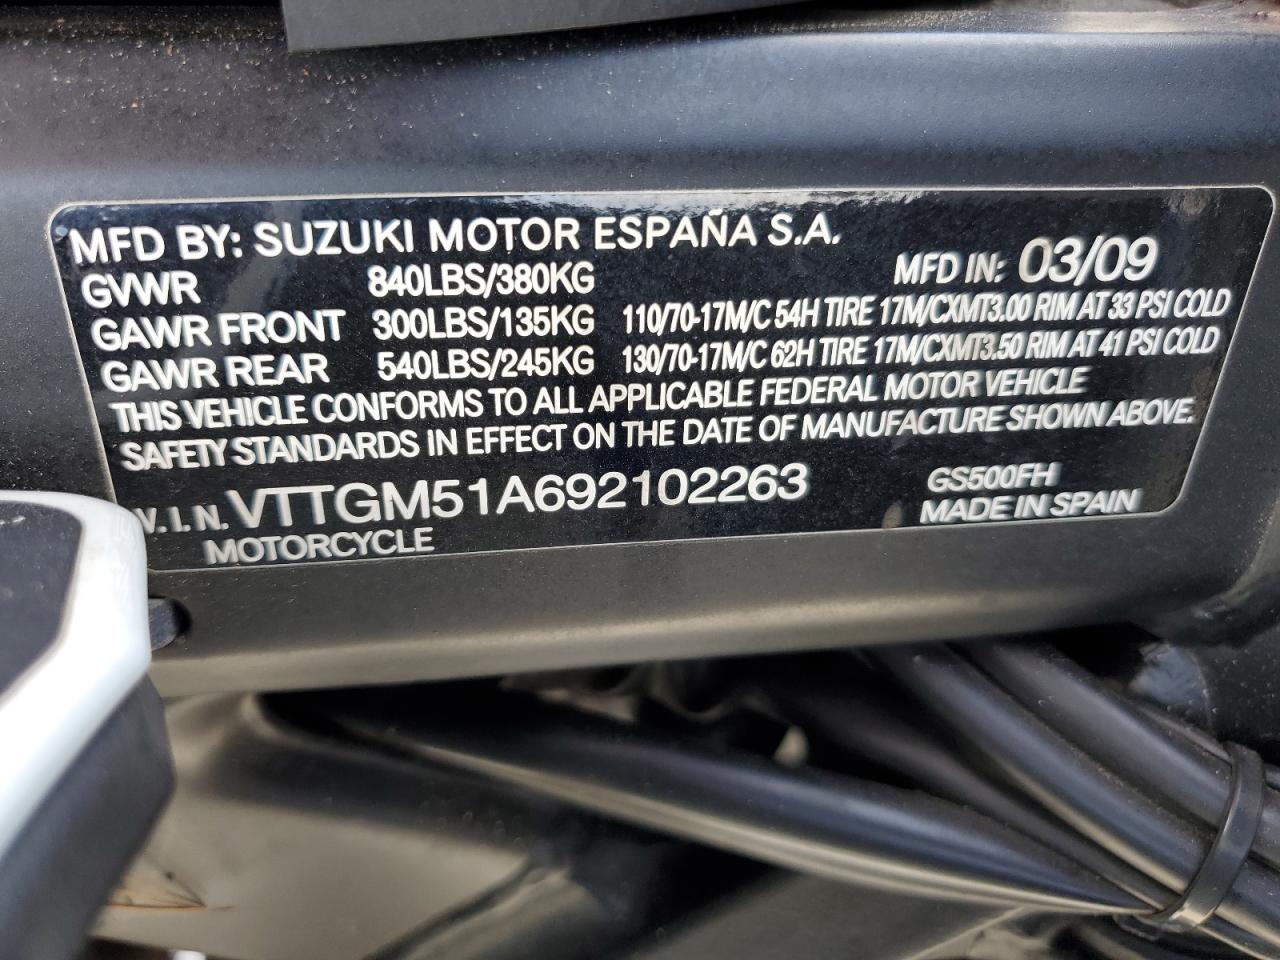 MFD BY: SUZUKI MOTOR ESPAÑA S.A.
MFD IN: 03/09
GVWR 840LBS/380KG
GAWR FRONT 300LBS/135KG 110/70-17M/C 54H TIRE 17M/CXMT3.00 RIM AT 33 PSI COLD
GAWR REAR 540LBS/245KG 130/70-17M/C 62H TIRE 17M/CXMT3.50 RIM AT 41 PSI COLD
THIS VEHICLE CONFORMS TO ALL APPLICABLE FEDERAL MOTOR VEHICLE
SAFETY STANDARDS IN EFFECT ON THE DATE OF MANUFACTURE SHOWN ABOVE.
V.I.N. VTTGM51A692102263 GS500FH
MOTORCYCLE MADE IN SPAIN